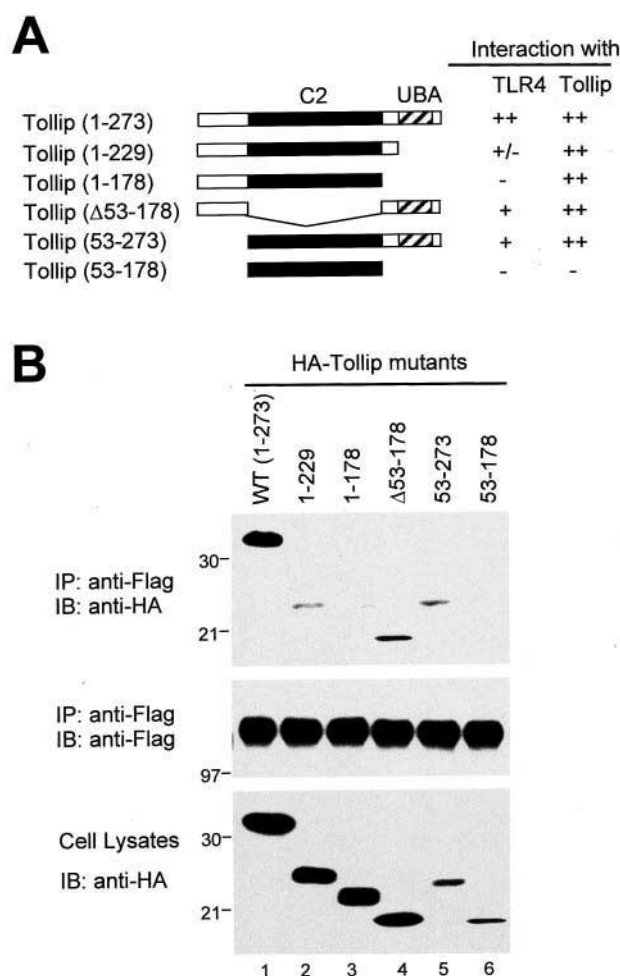 A
Interaction with
C2 UBA TLR4 Tollip
Tollip (1-273) ++ ++
Tollip (1-229) +/- ++
Tollip (1-178) - ++
Tollip (Δ53-178) + ++
Tollip (53-273) + ++
Tollip (53-178) - -
B
HA-Tollip mutants
WT (1-273) 1-229 1-178 Δ53-178 53-273 53-178
30
IP: anti-Flag
IB: anti-HA
21
IP: anti-Flag
IB: anti-Flag
97
Cell Lysates
30
IB: anti-HA
21
1 2 3 4 5 6